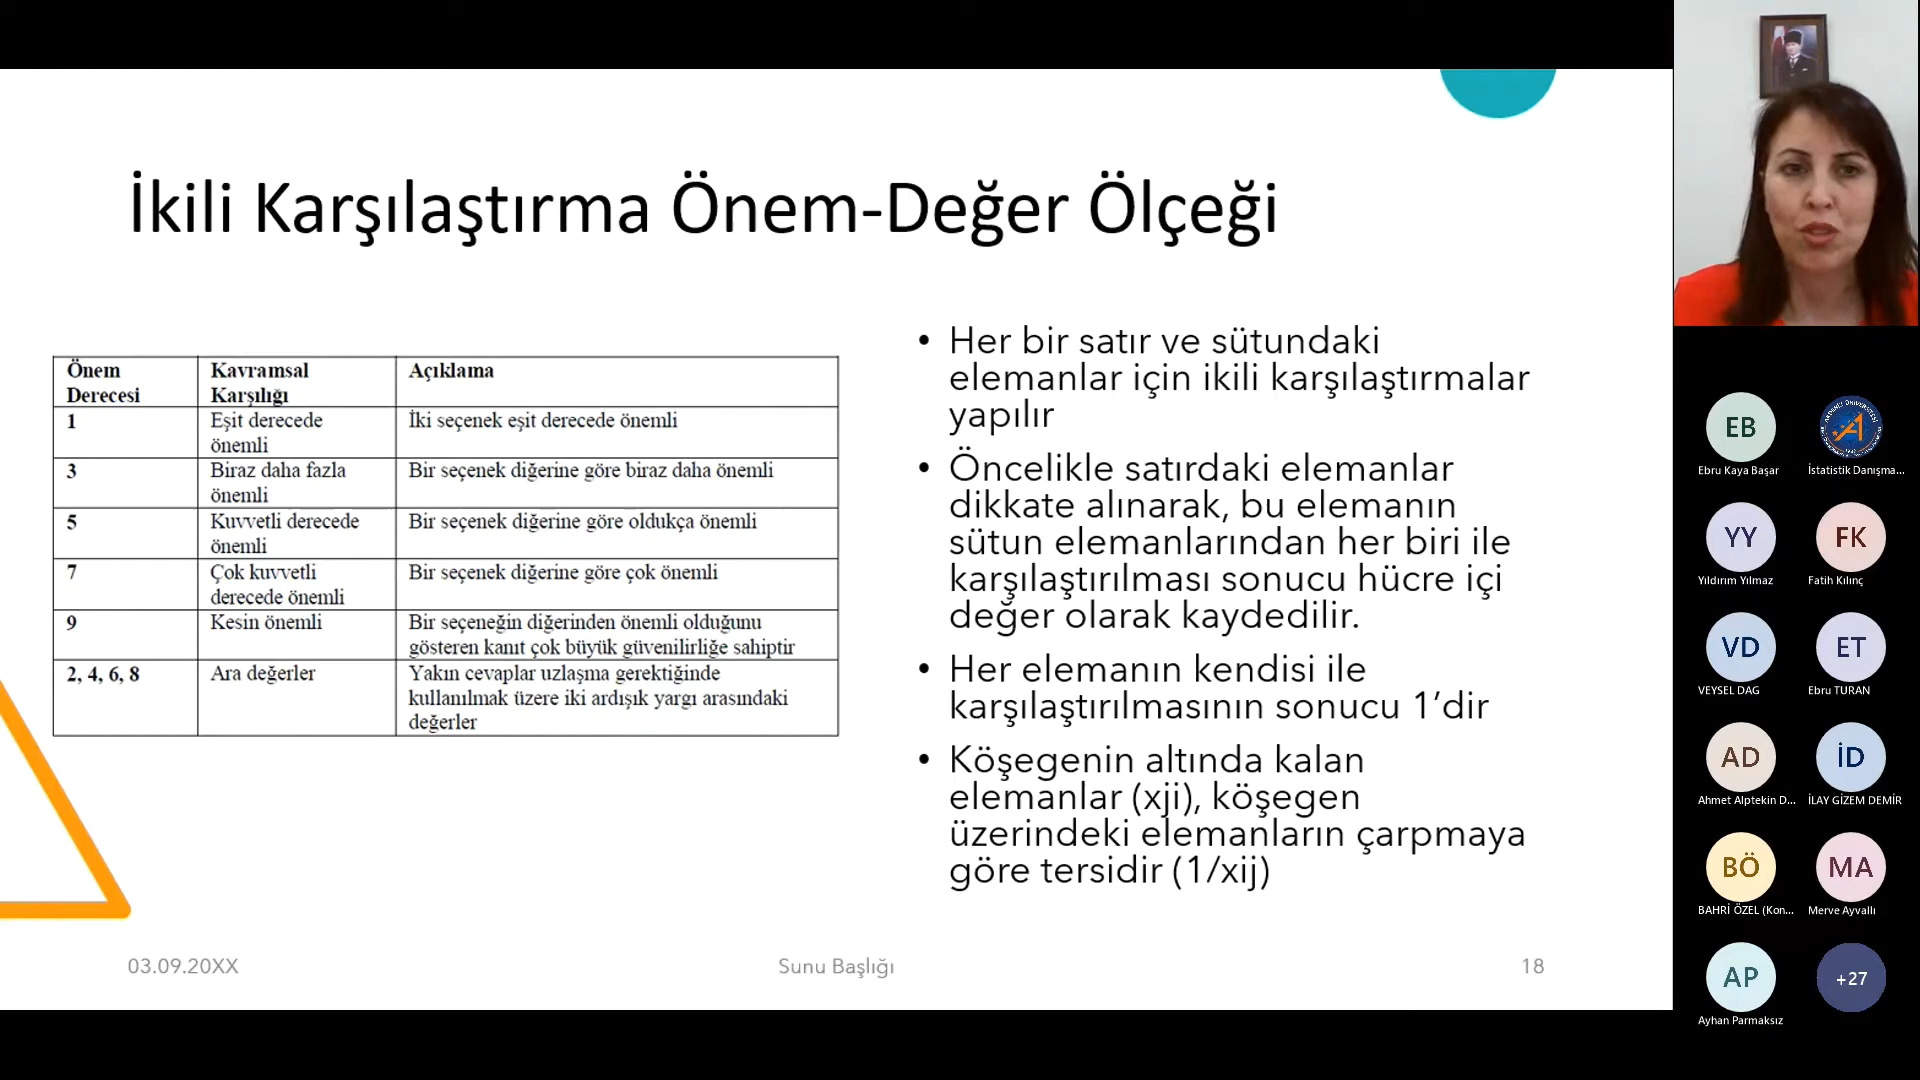 İkili Karşılaştırma Önem-Değer Ölçeği
Önem
Derecesi
Kavramsal
Karşılığı
Açıklama
1
Eşit derecede
önemli
İki seçenek eşit derecede önemli
3
Biraz daha fazla
önemli
Bir seçenek diğerine göre biraz daha önemli
5
Kuvvetli derecede
önemli
Bir seçenek diğerine göre oldukça önemli
7
Çok kuvvetli
derecede önemli
Bir seçenek diğerine göre çok önemli
9
Kesin önemli
Bir seçeneğin diğerinden önemli olduğunu
gösteren kanıt çok büyük güvenilirliğe sahiptir
2, 4, 6, 8
Ara değerler
Yakın cevaplar uzlaşma gerektiğinde
kullanılmak üzere iki ardışık yargı arasındaki
değerler
• Her bir satır ve sütundaki
elemanlar için ikili karşılaştırmalar
yapılır
• Öncelikle satırdaki elemanlar
dikkate alınarak, bu elemanın
sütun elemanlarından her biri ile
karşılaştırılması sonucu hücre içi
değer olarak kaydedilir.
• Her elemanın kendisi ile
karşılaştırılmasının sonucu 1’dir
• Köşegenin altında kalan
elemanlar (xji), köşegen
üzerindeki elemanların çarpmaya
göre tersidir (1/xij)
03.09.20XX
Sunu Başlığı
18
EB
Ebru Kaya Başar
İstatistik Danışma...
YY
Yıldırım Yılmaz
FK
Fatih Kılınç
VD
VEYSEL DAG
ET
Ebru TURAN
AD
Ahmet Alptekin D...
İD
İLAY GİZEM DEMİR
BÖ
BAHRİ ÖZEL (Kon...
MA
Merve Ayvallı
AP
Ayhan Parmaksız
+27